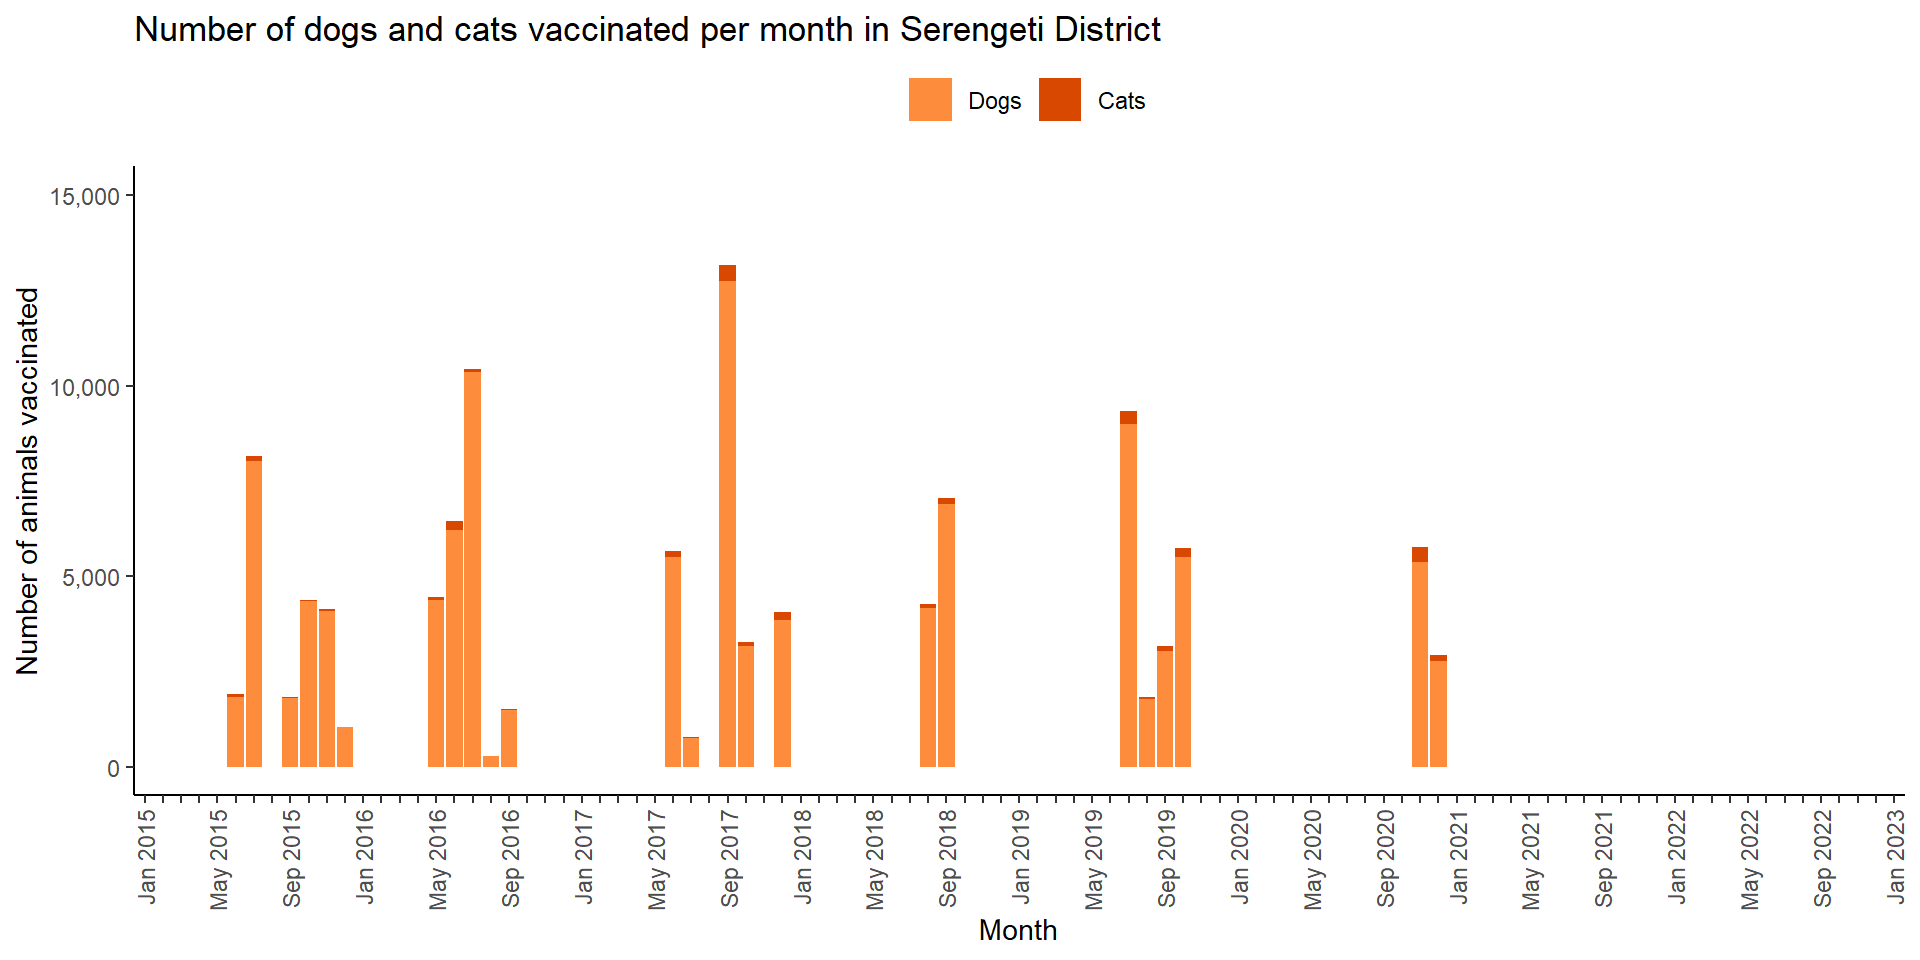 Number of dogs and cats vaccinated per month in Serengeti District
Dogs
Cats
Number of animals vaccinated
15,000
10,000
5,000
0
Jan 2015
May 2015
Sep 2015
Jan 2016
May 2016
Sep 2016
Jan 2017
May 2017
Sep 2017
Jan 2018
May 2018
Sep 2018
Jan 2019
May 2019
Sep 2019
Jan 2020
May 2020
Sep 2020
Jan 2021
May 2021
Sep 2021
Jan 2022
May 2022
Sep 2022
Jan 2023
Month